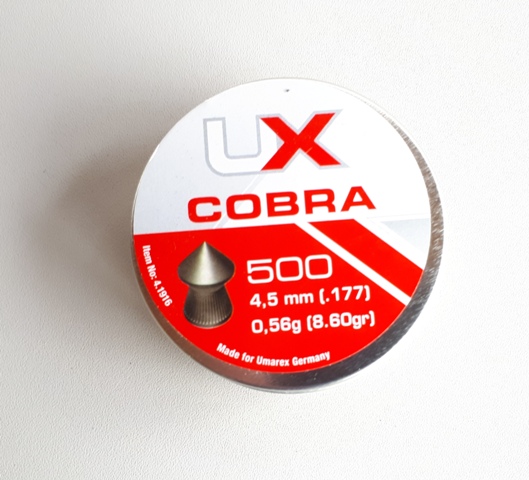 UX
COBRA
500
4,5 mm (.177)
0,56g (8.60gr)
Item No: 4.1916
Made for Umarex Germany